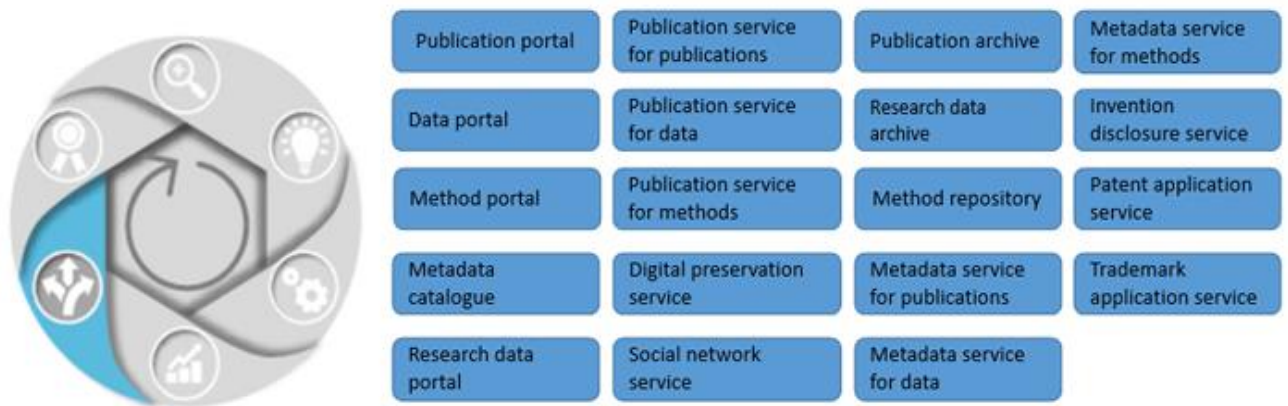 Publication portal
Publication service
for publications
Publication archive
Metadata service
for methods
Data portal
Publication service
for data
Research data
archive
Invention
disclosure service
Method portal
Publication service
for methods
Method repository
Patent application
service
Metadata
catalogue
Digital preservation
service
Metadata service
for publications
Trademark
application service
Research data
portal
Social network
service
Metadata service
for data